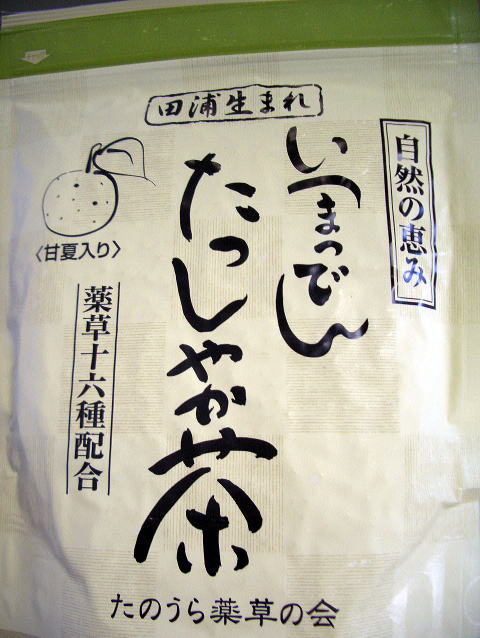 田浦生まれ
自然の恵み
いつまっでん
たっしゃか茶
〈甘夏入り〉
薬草十六種配合
たのうら薬草の会